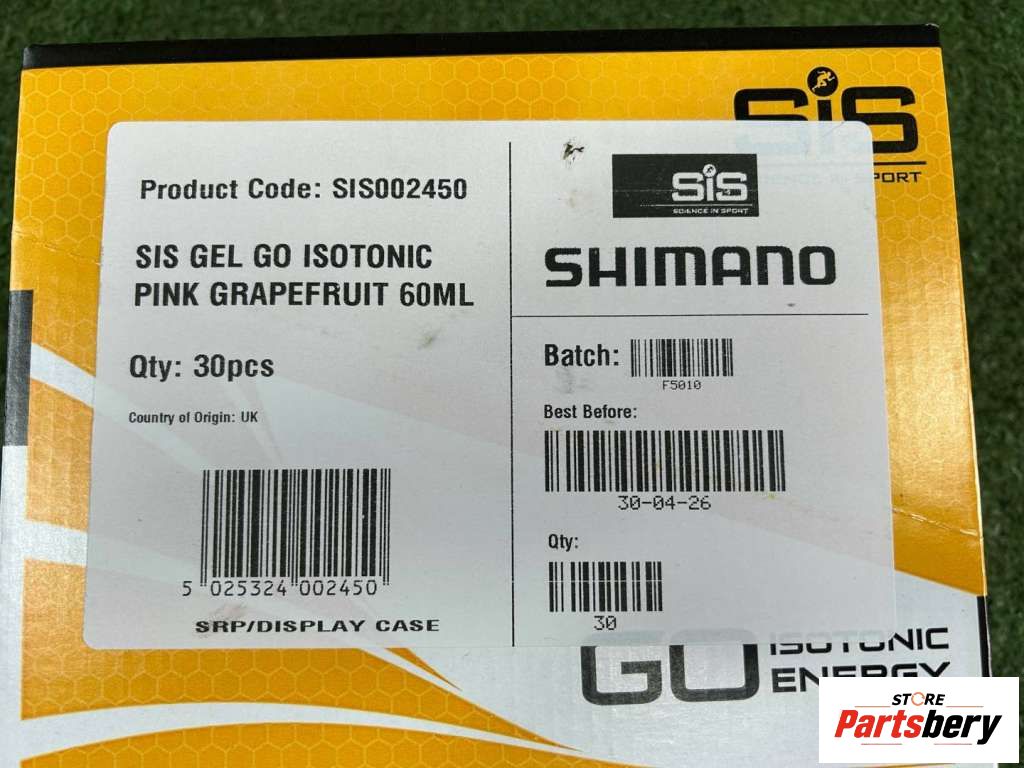 SiS
SCIENCE IN SPORT
Product Code: SIS002450
SIS GEL GO ISOTONIC
PINK GRAPEFRUIT 60ML
Qty: 30pcs
Country of Origin: UK
5 025324 002450
SRP/DISPLAY CASE
SiS
SCIENCE IN SPORT
SHIMANO
Batch:
F5010
Best Before:
30-04-26
Qty:
30
GO ISOTONIC
ENERGY
STORE
Partsbery